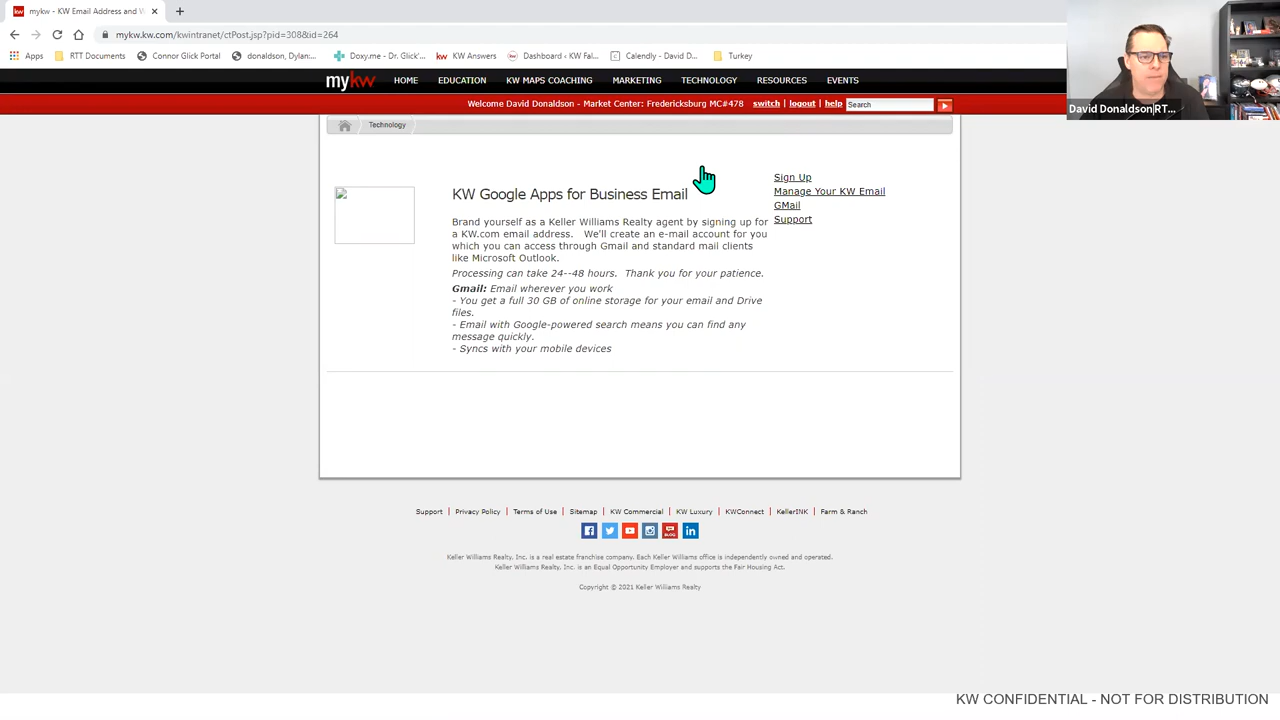 mykw - KW Email Address and W
mykw.kw.com/kwintranet/ctPost.jsp?pid=308&id=264
Apps RTT Documents Connor Glick Portal donaldson, Dylan:... Doxy.me - Dr. Glick'... KW Answers Dashboard ‹ KW Fal... Calendly - David D... Turkey
mykw HOME EDUCATION KW MAPS COACHING MARKETING TECHNOLOGY RESOURCES EVENTS
Welcome David Donaldson - Market Center: Fredericksburg MC#478 switch | logout | help Search
David Donaldson|RT...
Technology
KW Google Apps for Business Email
Brand yourself as a Keller Williams Realty agent by signing up for
a KW.com email address. We'll create an e-mail account for you
which you can access through Gmail and standard mail clients
like Microsoft Outlook.
Processing can take 24--48 hours. Thank you for your patience.
Gmail: Email wherever you work
- You get a full 30 GB of online storage for your email and Drive
files.
- Email with Google-powered search means you can find any
message quickly.
- Syncs with your mobile devices
Sign Up
Manage Your KW Email
GMail
Support
Support | Privacy Policy | Terms of Use | Sitemap | KW Commercial | KW Luxury | KWConnect | KellerINK | Farm & Ranch
BLOG
Keller Williams Realty, Inc. is a real estate franchise company. Each Keller Williams office is independently owned and operated.
Keller Williams Realty, Inc. is an Equal Opportunity Employer and supports the Fair Housing Act.
Copyright © 2021 Keller Williams Realty
KW CONFIDENTIAL - NOT FOR DISTRIBUTION